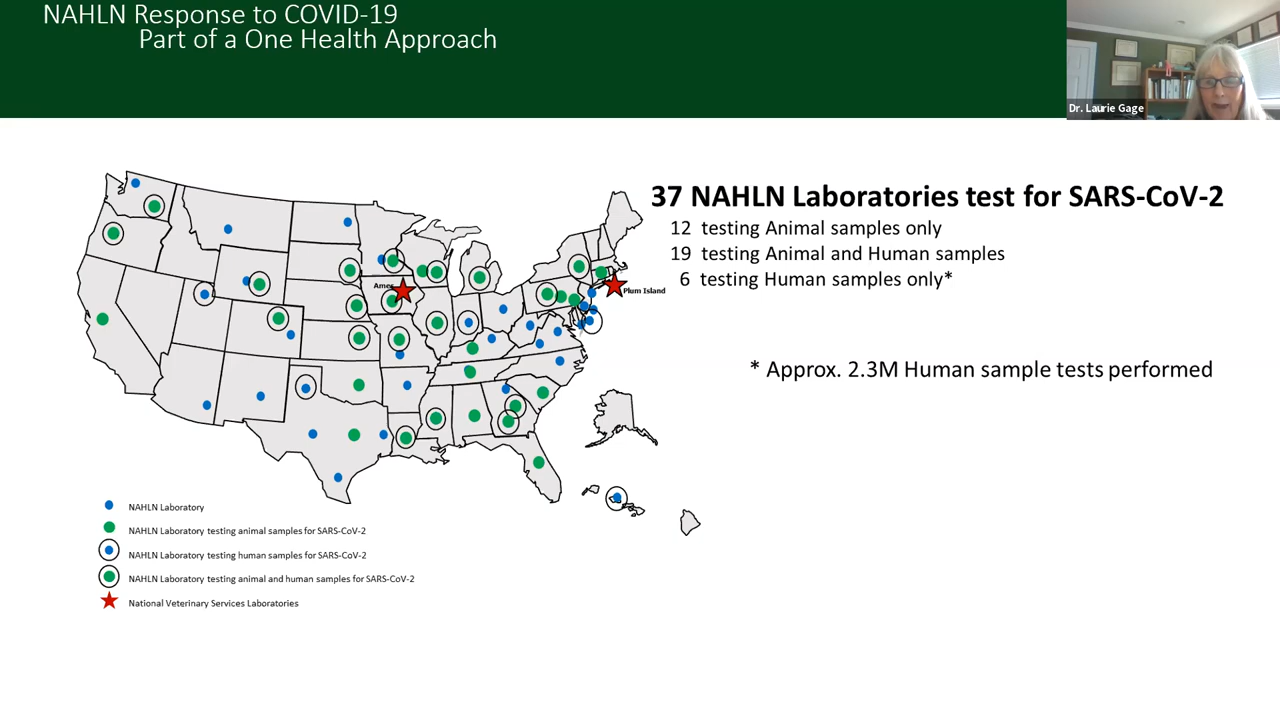 NAHLN Response to COVID-19
Part of a One Health Approach
Dr. Laurie Gage
37 NAHLN Laboratories test for SARS-CoV-2
12 testing Animal samples only
19 testing Animal and Human samples
6 testing Human samples only*
Ames
Plum Island
* Approx. 2.3M Human sample tests performed
NAHLN Laboratory
NAHLN Laboratory testing animal samples for SARS-CoV-2
NAHLN Laboratory testing human samples for SARS-CoV-2
NAHLN Laboratory testing animal and human samples for SARS-CoV-2
National Veterinary Services Laboratories